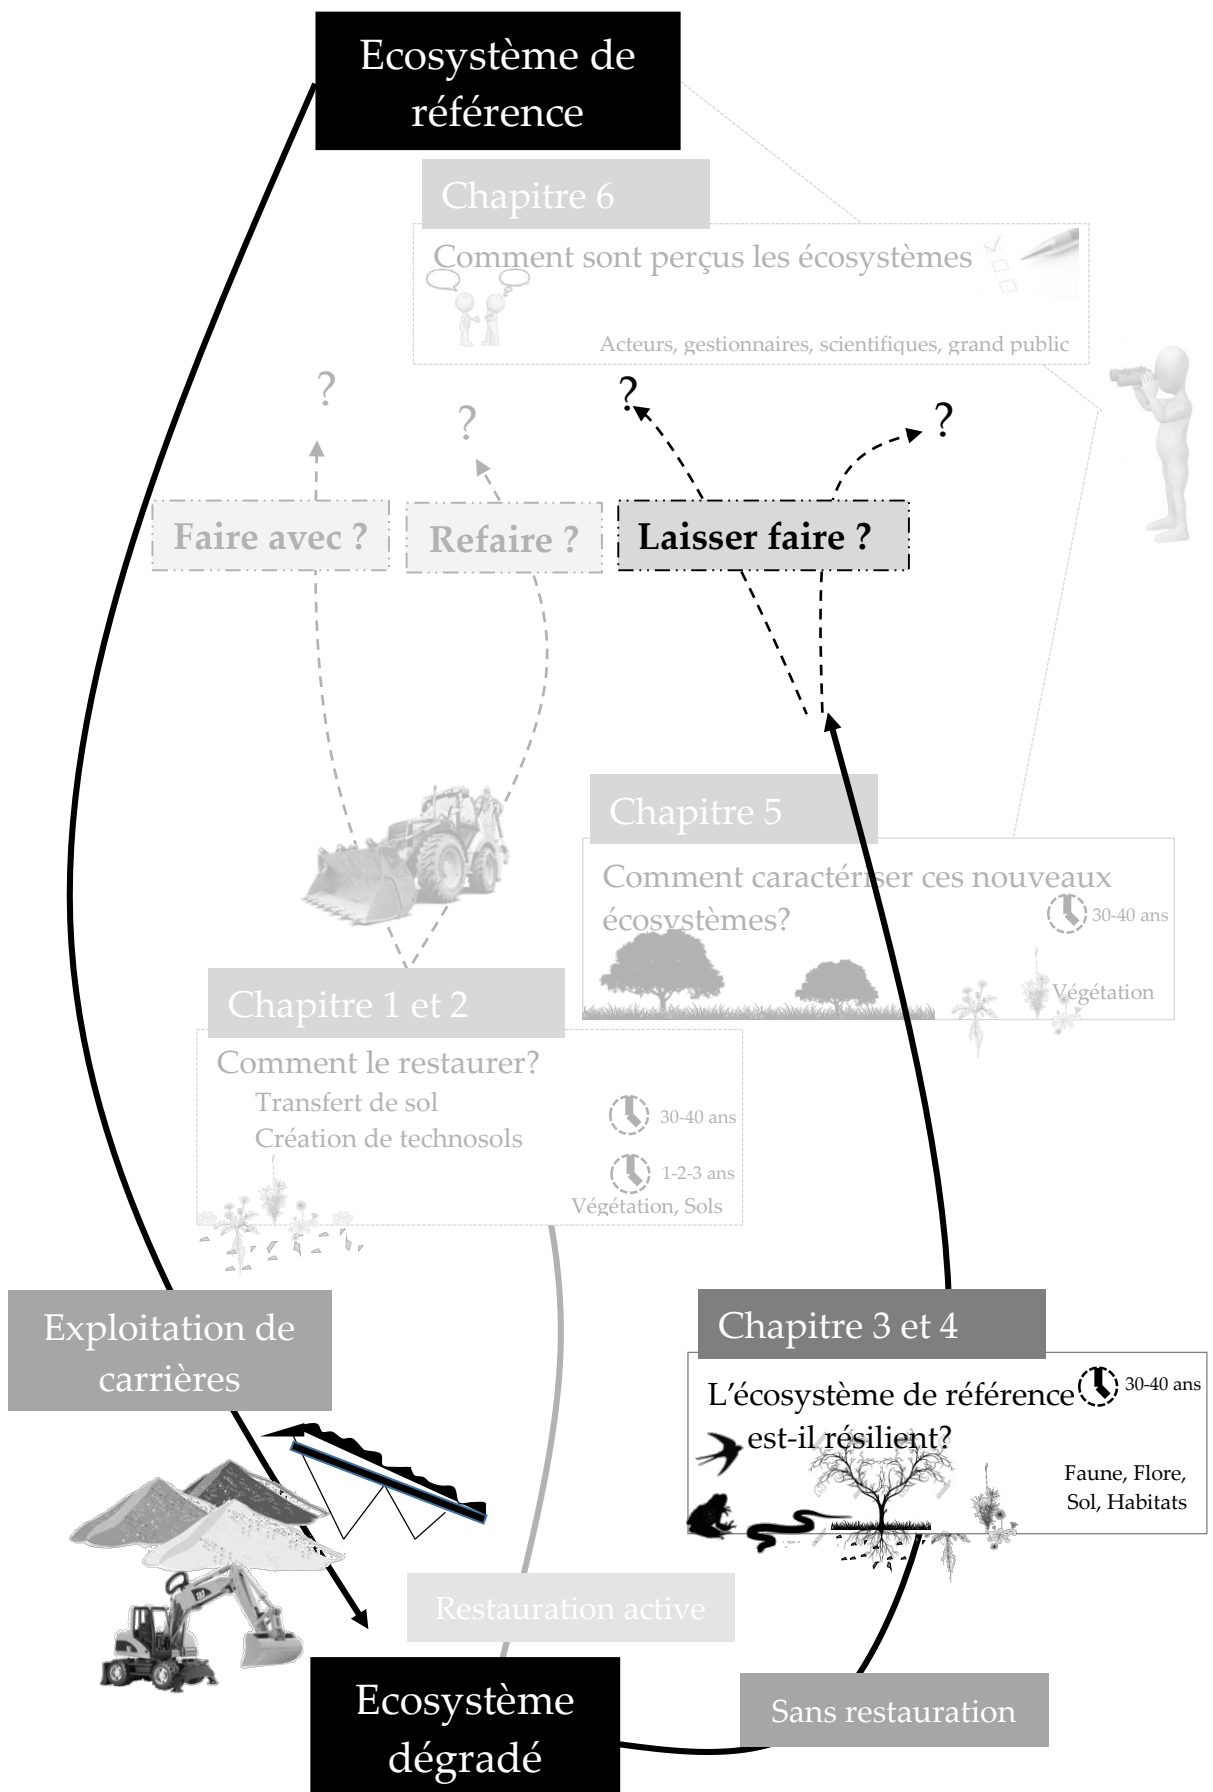 Ecosystème de
référence
Chapitre 6
Comment sont perçus les écosystèmes
Acteurs, gestionnaires, scientifiques, grand public
?
?
?
?
Faire avec ?
Refaire ?
Laisser faire ?
Chapitre 5
Comment caractériser ces nouveaux
écosystèmes?
30-40 ans
Végétation
Chapitre 1 et 2
Comment le restaurer?
Transfert de sol
Création de technosols
30-40 ans
1-2-3 ans
Végétation, Sols
Exploitation de
carrières
Chapitre 3 et 4
L’écosystème de référence
est-il résilient?
30-40 ans
Faune, Flore,
Sol, Habitats
Restauration active
Ecosystème
dégradé
Sans restauration